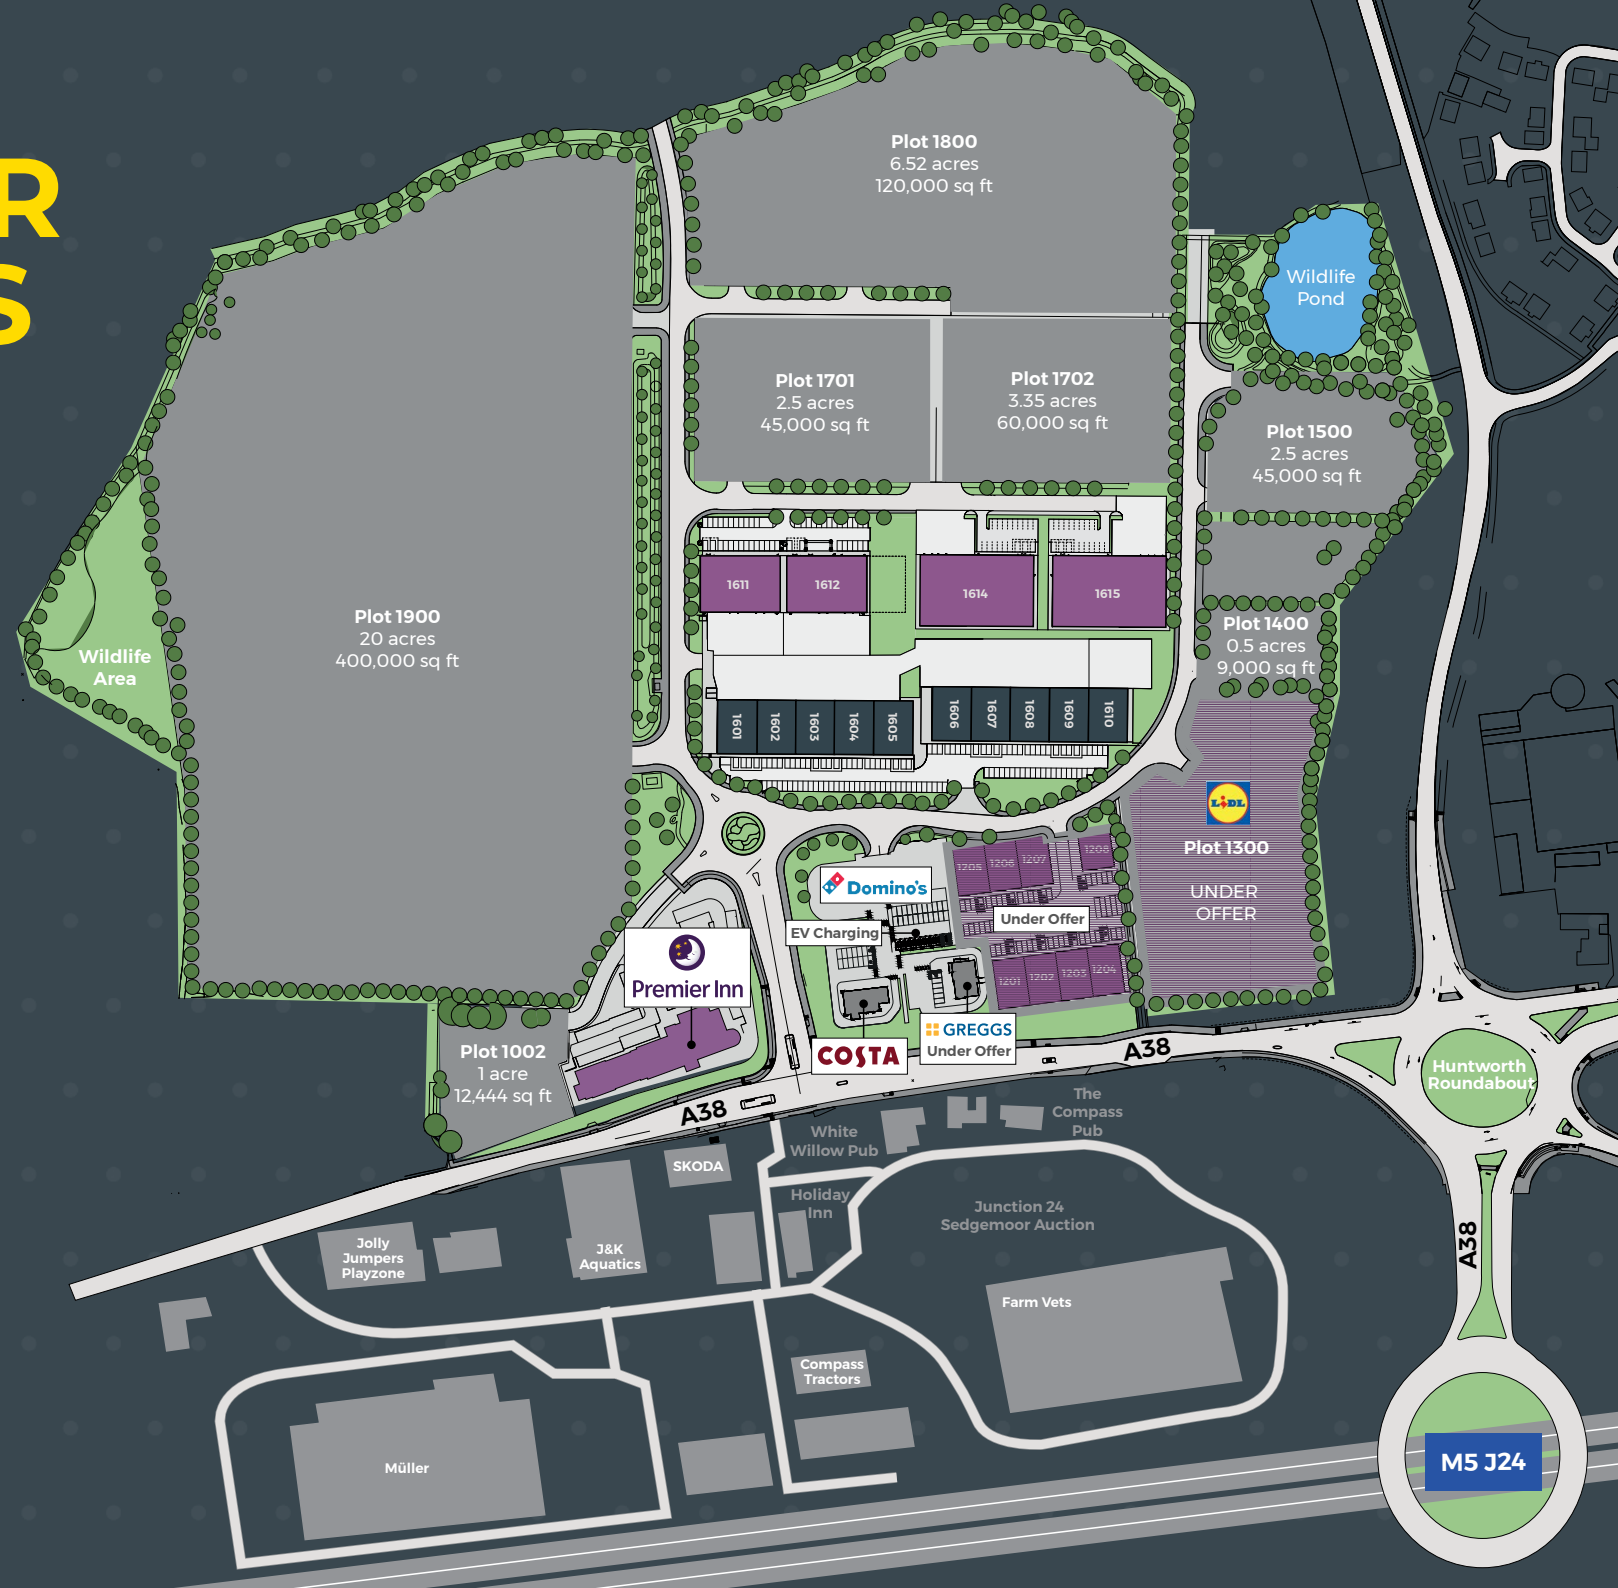 R
S
Plot 1800
6.52 acres
120,000 sq ft
Wildlife
Pond
Plot 1701
2.5 acres
45,000 sq ft
Plot 1702
3.35 acres
60,000 sq ft
Plot 1500
2.5 acres
45,000 sq ft
1611
1612
1614
1615
Plot 1900
20 acres
400,000 sq ft
Wildlife
Area
Plot 1400
0.5 acres
9,000 sq ft
1601
1602
1603
1604
1605
1606
1607
1608
1609
1610
LIDL
Plot 1300
UNDER
OFFER
1205
1206
1207
1208
Domino's
Under Offer
EV Charging
1201
1202
1203
1204
Premier Inn
GREGGS
Under Offer
COSTA
A38
Plot 1002
1 acre
12,444 sq ft
Huntworth
Roundabout
A38
The
Compass
Pub
White
Willow Pub
SKODA
Holiday
Inn
Junction 24
Sedgemoor Auction
Jolly
Jumpers
Playzone
J&K
Aquatics
A38
Farm Vets
Compass
Tractors
Müller
M5 J24